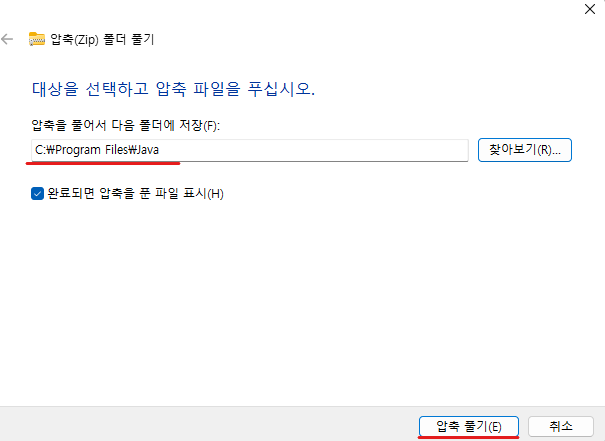 압축(Zip) 폴더 풀기
대상을 선택하고 압축 파일을 푸십시오.
압축을 풀어서 다음 폴더에 저장(F):
C:₩Program Files₩Java
찾아보기(R)...
완료되면 압축을 푼 파일 표시(H)
압축 풀기(E)
취소